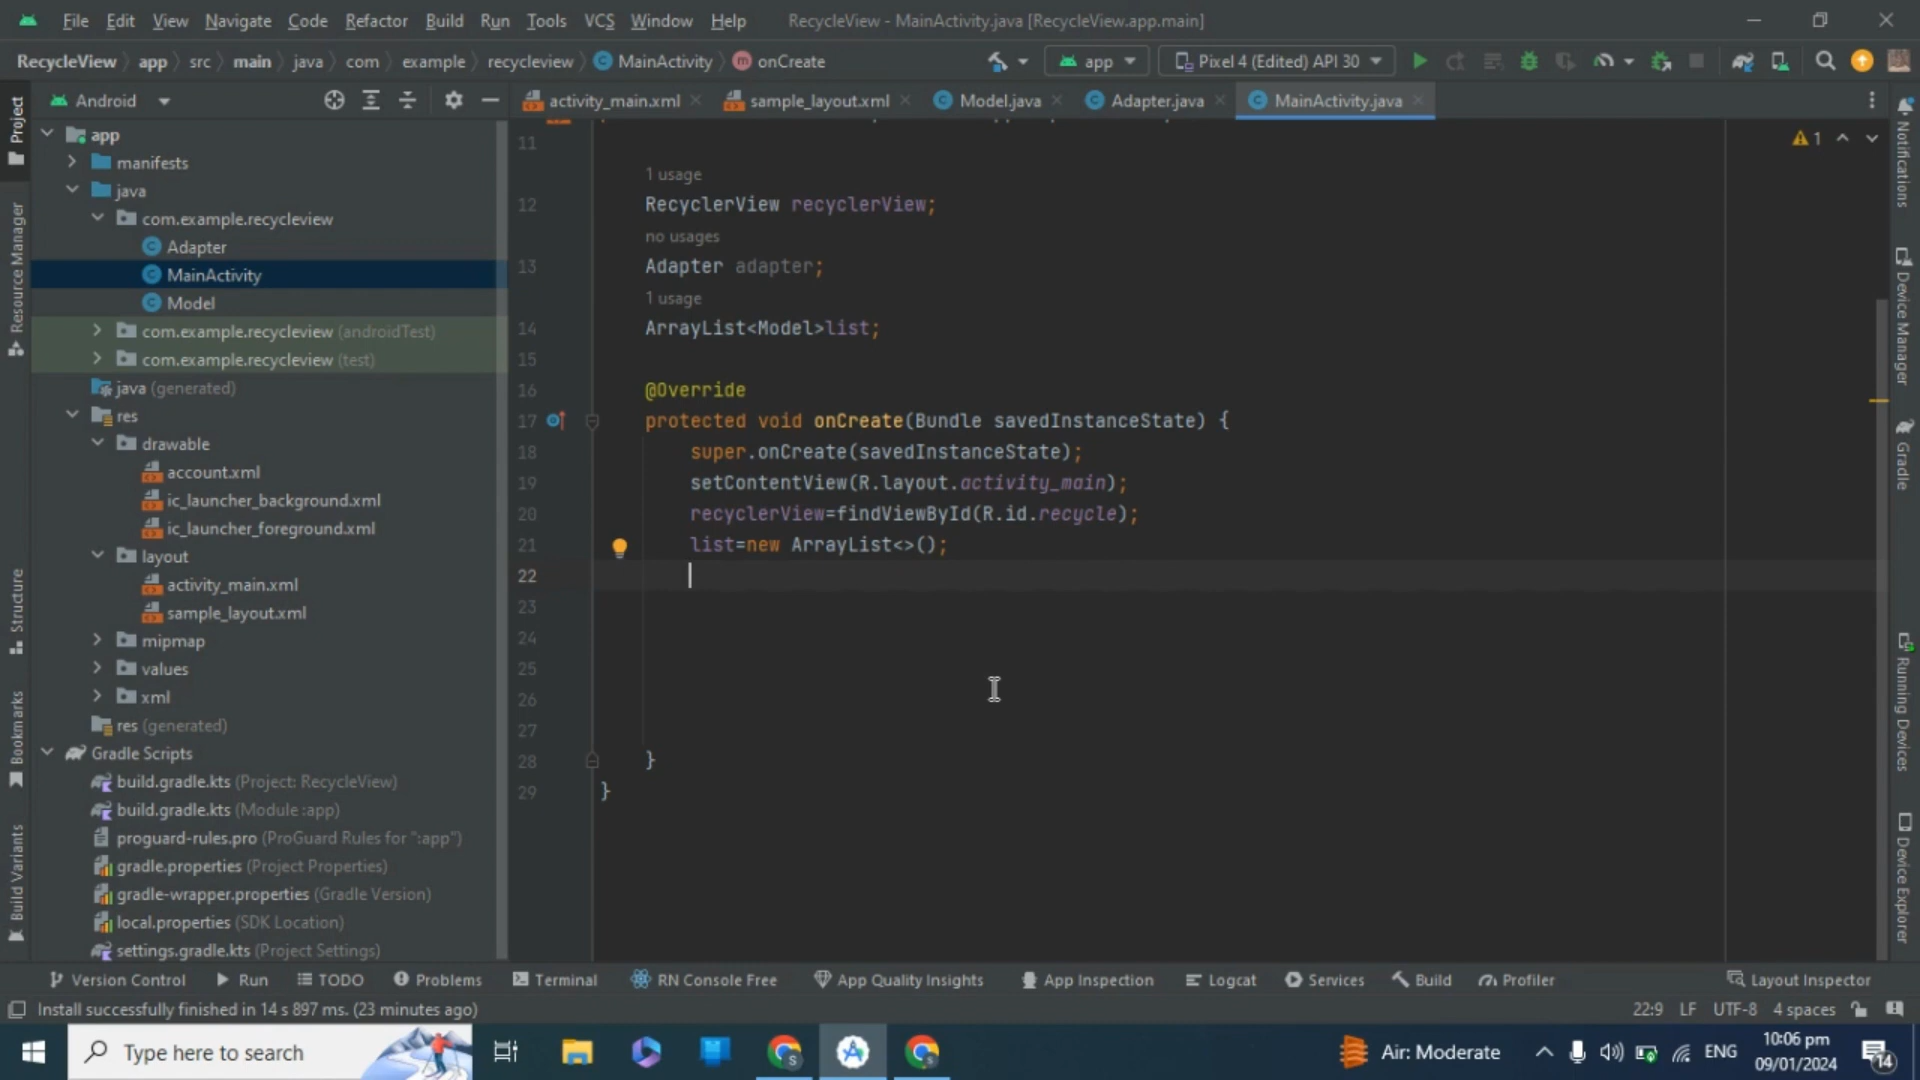 File Edit View Navigate Code Refactor Build Run Tools VCS Window Help RecycleView - MainActivity.java [RecycleView.app.main]
RecycleView app src main java com example recycleview MainActivity onCreate app Pixel 4 (Edited) API 30
Android activity_main.xml sample_layout.xml Model.java Adapter.java MainActivity.java
Project
Resource Manager
Structure
Bookmarks
Build Variants
app
manifests
java
com.example.recycleview
Adapter
MainActivity
Model
com.example.recycleview (androidTest)
com.example.recycleview (test)
java (generated)
res
drawable
account.xml
ic_launcher_background.xml
ic_launcher_foreground.xml
layout
activity_main.xml
sample_layout.xml
mipmap
values
xml
res (generated)
Gradle Scripts
build.gradle.kts (Project: RecycleView)
build.gradle.kts (Module :app)
proguard-rules.pro (ProGuard Rules for ":app")
gradle.properties (Project Properties)
gradle-wrapper.properties (Gradle Version)
local.properties (SDK Location)
settings.gradle.kts (Project Settings)
1
11
1 usage
12 RecyclerView recyclerView;
no usages
13 Adapter adapter;
1 usage
14 ArrayList<Model>list;
15
16 @Override
17 protected void onCreate(Bundle savedInstanceState) {
18 super.onCreate(savedInstanceState);
19 setContentView(R.layout.activity_main);
20 recyclerView=findViewById(R.id.recycle);
21 list=new ArrayList<>();
22
23
24
25
26
27
28 }
29 }
Notifications
Device Manager
Gradle
Running Devices
Device Explorer
Version Control Run TODO Problems Terminal RN Console Free App Quality Insights App Inspection Logcat Services Build Profiler Layout Inspector
Install successfully finished in 14 s 897 ms. (23 minutes ago) 22:9 LF UTF-8 4 spaces
Type here to search S Air: Moderate ENG 10:06 pm
09/01/2024 14